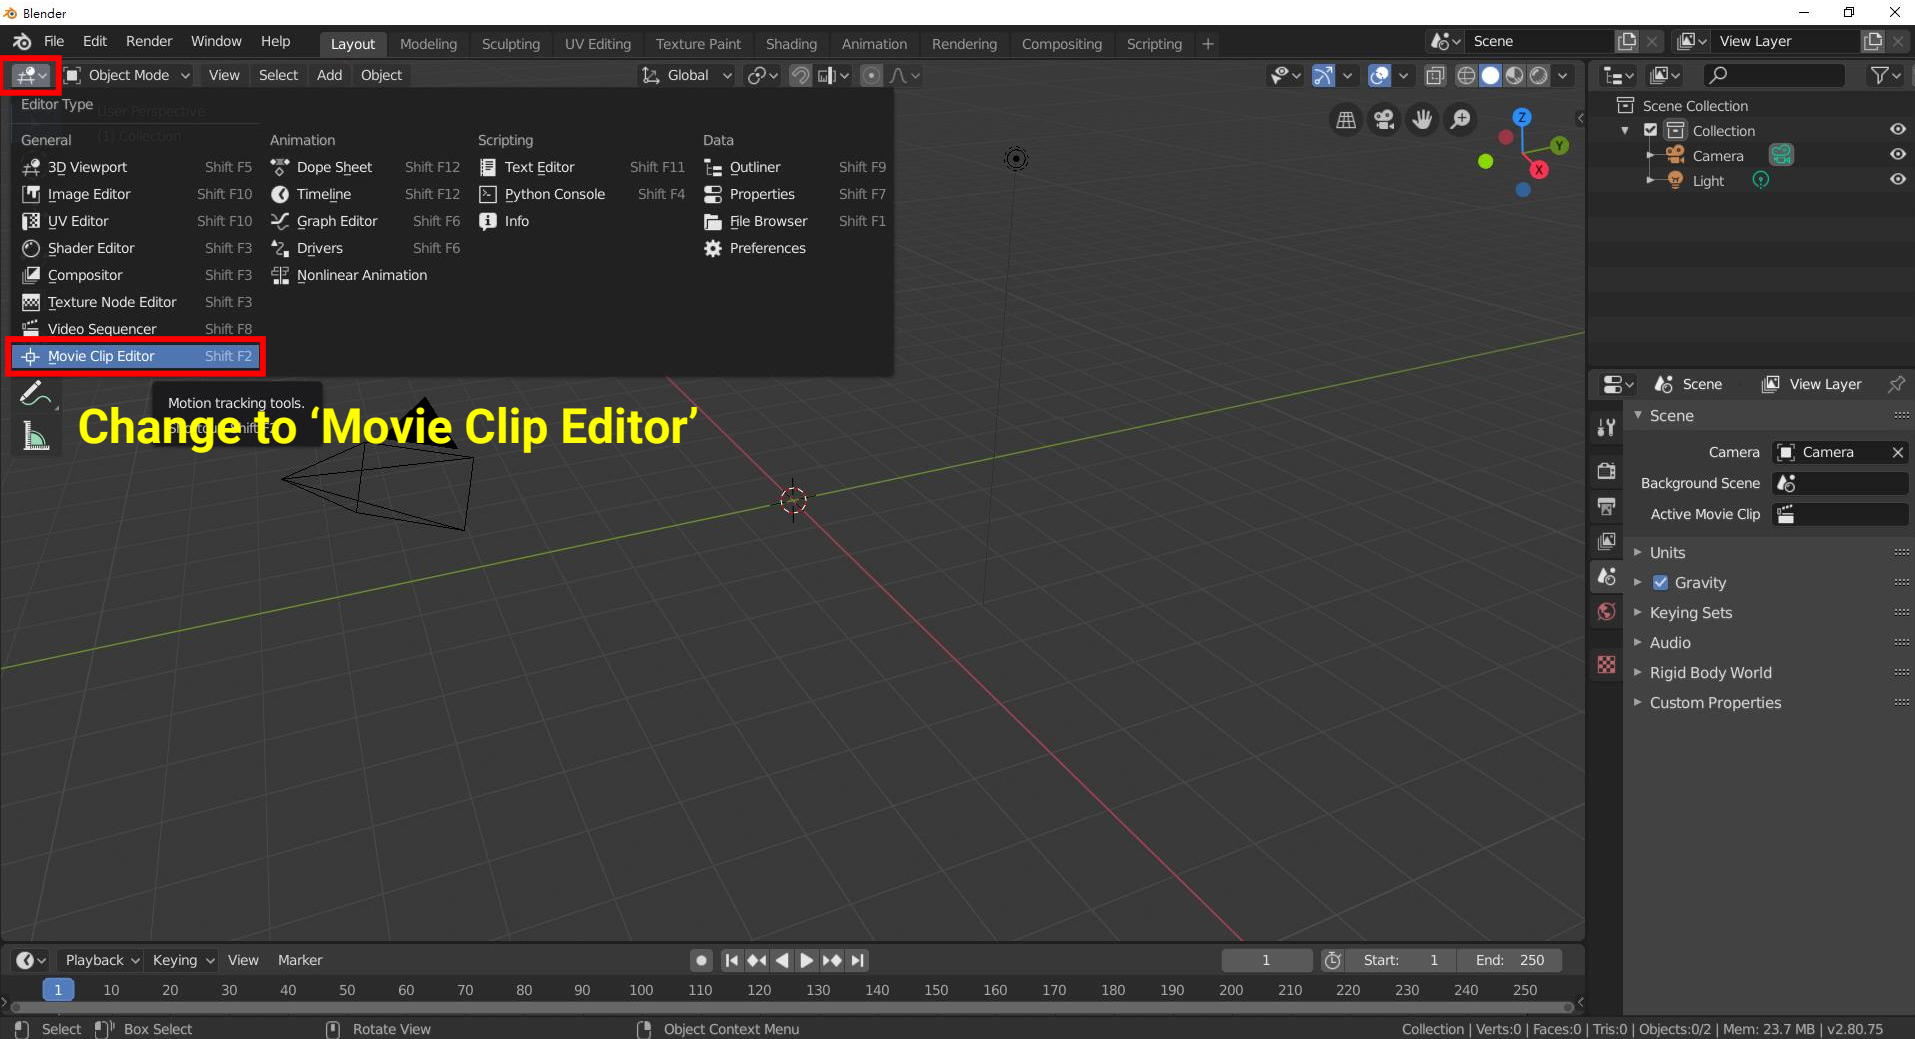 Blender
File Edit Render Window Help Layout Modeling Sculpting UV Editing Texture Paint Shading Animation Rendering Compositing Scripting + Scene View Layer
Object Mode View Select Add Object Global
Editor Type
User Perspective
(1) Collection
General Animation Scripting Data
3D Viewport Shift F5 Dope Sheet Shift F12 Text Editor Shift F11 Outliner Shift F9
Image Editor Shift F10 Timeline Shift F12 Python Console Shift F4 Properties Shift F7
UV Editor Shift F10 Graph Editor Shift F6 Info File Browser Shift F1
Shader Editor Shift F3 Drivers Shift F6 Preferences
Compositor Shift F3 Nonlinear Animation
Texture Node Editor Shift F3
Video Sequencer Shift F8
Movie Clip Editor Shift F2
Motion tracking tools.
Change to ‘Movie Clip Editor’
Z
Y
X
Scene Collection
Collection
Camera
Light
Scene View Layer
Scene
Camera Camera
Background Scene
Active Movie Clip
Units
Gravity
Keying Sets
Audio
Rigid Body World
Custom Properties
Playback Keying View Marker 1 Start: 1 End: 250
1 10 20 30 40 50 60 70 80 90 100 110 120 130 140 150 160 170 180 190 200 210 220 230 240 250
Select Box Select Rotate View Object Context Menu Collection | Verts:0 | Faces:0 | Tris:0 | Objects:0/2 | Mem: 23.7 MB | v2.80.75